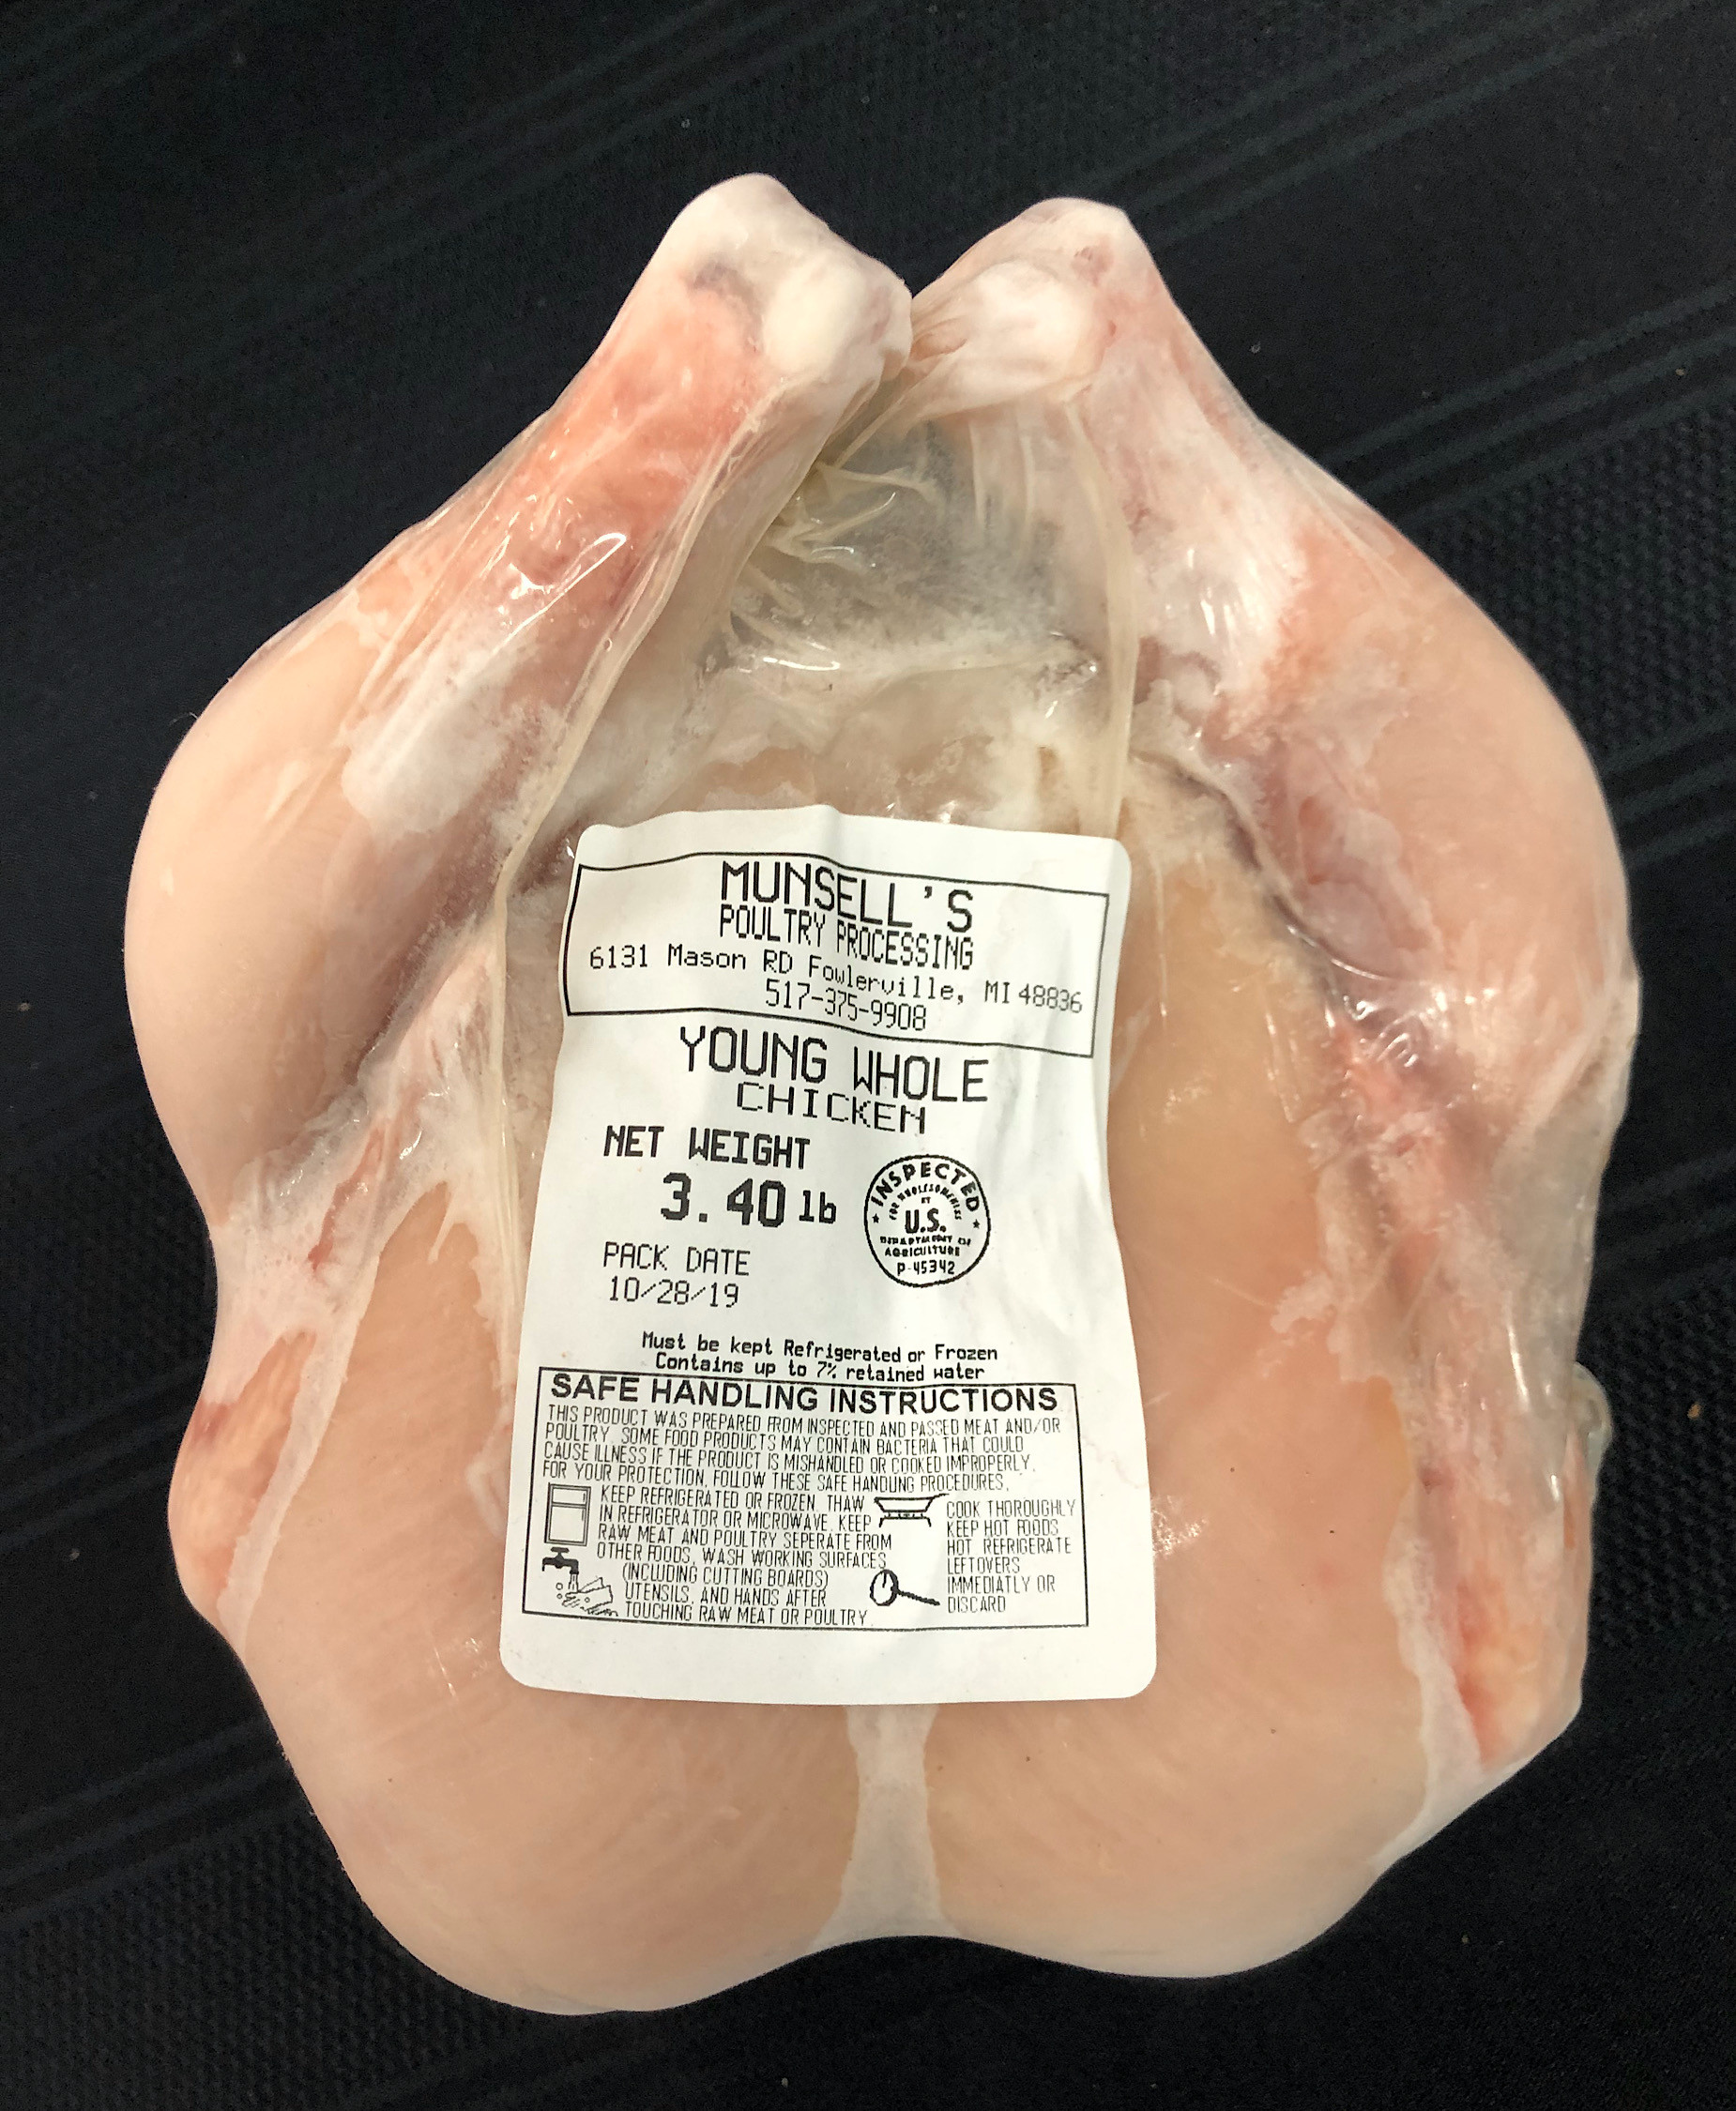 MUNSELL'S
POULTRY PROCESSING
6131 Mason RD Fowlerville, MI 48836
517-375-9908
YOUNG WHOLE
CHICKEN
NET WEIGHT
3.40 lb
PACK DATE
10/28/19
INSPECTED
FOR WHOLESOMENESS
BY
U.S.
DEPARTMENT OF
AGRICULTURE
P-45342
Must be kept Refrigerated or Frozen
Contains up to 7% retained water
SAFE HANDLING INSTRUCTIONS
THIS PRODUCT WAS PREPARED FROM INSPECTED AND PASSED MEAT AND/OR
POULTRY. SOME FOOD PRODUCTS MAY CONTAIN BACTERIA THAT COULD
CAUSE ILLNESS IF THE PRODUCT IS MISHANDLED OR COOKED IMPROPERLY.
FOR YOUR PROTECTION, FOLLOW THESE SAFE HANDLING PROCEDURES.
KEEP REFRIGERATED OR FROZEN. THAW
IN REFRIGERATOR OR MICROWAVE. KEEP
RAW MEAT AND POULTRY SEPERATE FROM
OTHER FOODS, WASH WORKING SURFACES
(INCLUDING CUTTING BOARDS)
UTENSILS, AND HANDS AFTER
TOUCHING RAW MEAT OR POULTRY.
COOK THOROUGHLY
KEEP HOT FOODS
HOT REFRIGERATE
LEFTOVERS
IMMEDIATLY OR
DISCARD